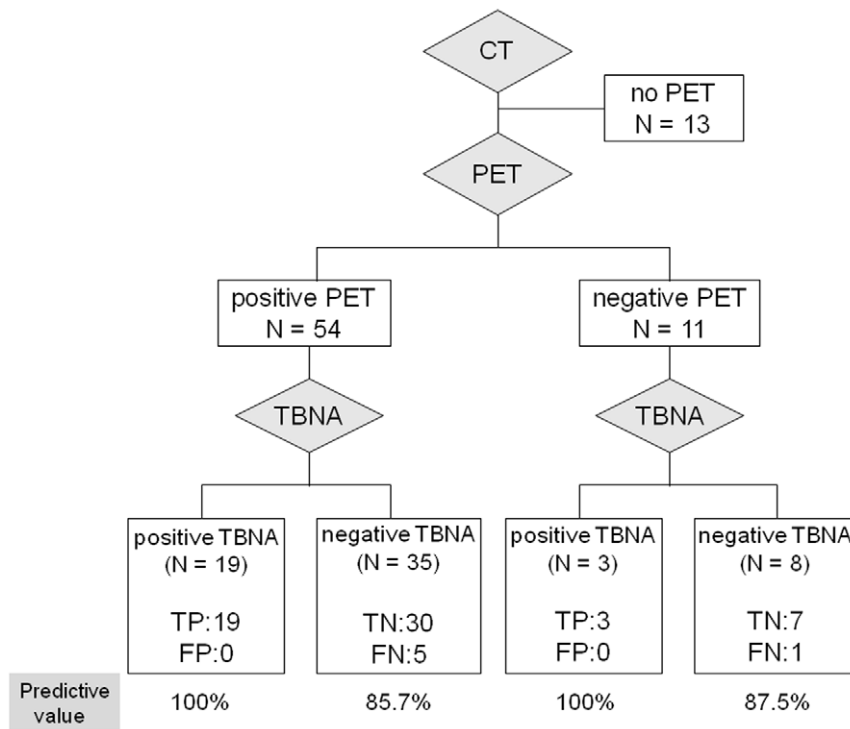 CT
no PET
N = 13
PET
positive PET
N = 54
negative PET
N = 11
TBNA
TBNA
positive TBNA
(N = 19)
TP:19
FP:0
negative TBNA
(N = 35)
TN:30
FN:5
positive TBNA
(N = 3)
TP:3
FP:0
negative TBNA
(N = 8)
TN:7
FN:1
Predictive
value
100%
85.7%
100%
87.5%